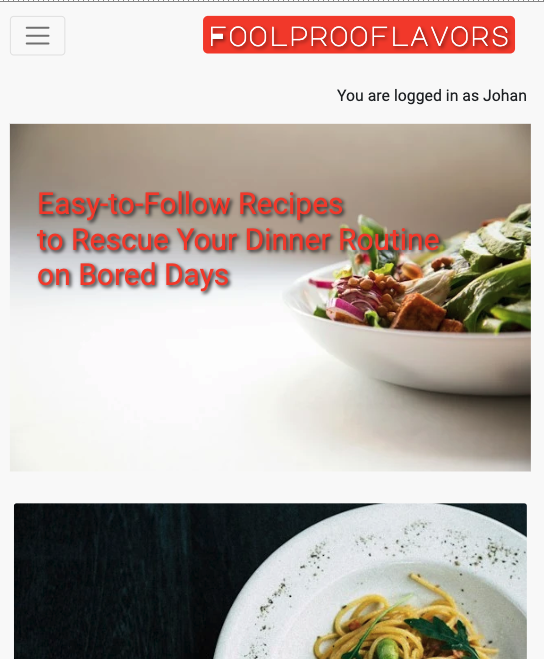 FOOLPROOFLAVORS
You are logged in as Johan
Easy-to-Follow Recipes
to Rescue Your Dinner Routine
on Bored Days